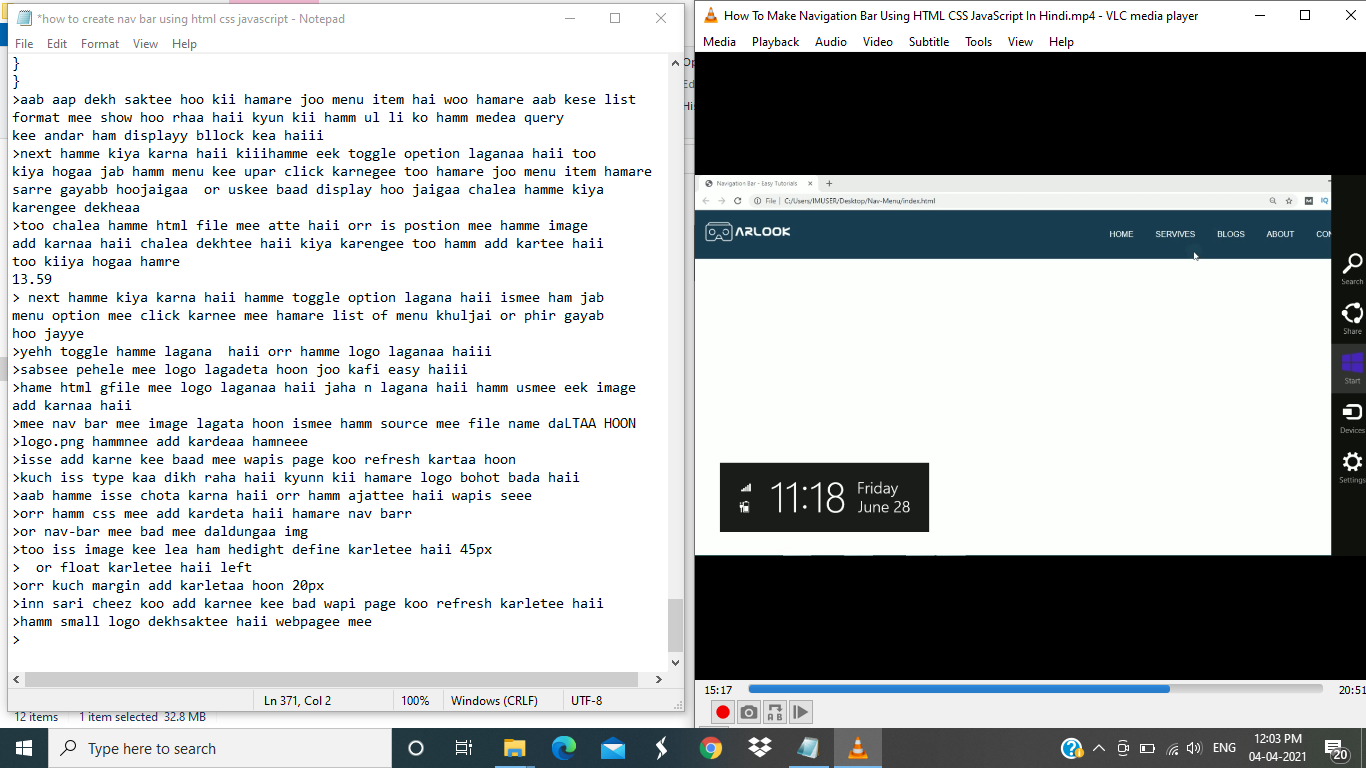 *how to create nav bar using html css javascript - Notepad
File Edit Format View Help
}
}
>aab aap dekh saktee hoo kii hamare joo menu item hai woo hamare aab kese list
format mee show hoo rhaa haii kyun kii hamm ul li ko hamm medea query
kee andar ham displayy bllock kea haiii
>next hamme kiya karna haii kiiihamme eek toggle opetion laganaa haii too
kiya hogaa jab hamm menu kee upar click karnegee too hamare joo menu item hamare
sarre gayabb hoojaigaa  or uskee baad display hoo jaigaa chalea hamme kiya
karengee dekheaa
>too chalea hamme html file mee atte haii orr is postion mee hamme image
add karnaa haii chalea dekhtee haii kiya karengee too hamm add kartee haii
too kiiya hogaa hamre
13.59
> next hamme kiya karna haii hamme toggle option lagana haii ismee ham jab
menu option mee click karnee mee hamare list of menu khuljai or phir gayab
hoo jayye
>yehh toggle hamme lagana  haii orr hamme logo laganaa haiii
>sabsee pehele mee logo lagadeta hoon joo kafi easy haiii
>hame html gfile mee logo laganaa haii jaha n lagana haii hamm usmee eek image
add karnaa haii
>mee nav bar mee image lagata hoon ismee hamm source mee file name daLTAA HOON
>logo.png hammnee add kardeaa hamneee
>isse add karne kee baad mee wapis page koo refresh kartaa hoon
>kuch iss type kaa dikh raha haii kyunn kii hamare logo bohot bada haii
>aab hamme isse chota karna haii orr hamm ajattee haii wapis seee
>orr hamm css mee add kardeta haii hamare nav barr
>or nav-bar mee bad mee daldungaa img
>too iss image kee lea ham hedight define karletee haii 45px
>  or float karletee haii left
>orr kuch margin add karletaa hoon 20px
>inn sari cheez koo add karnee kee bad wapi page koo refresh karletee haii
>hamm small logo dekhsaktee haii webpagee mee
>
Ln 371, Col 2 100% Windows (CRLF) UTF-8
12 items 1 item selected 32.8 MB
How To Make Navigation Bar Using HTML CSS JavaScript In Hindi.mp4 - VLC media player
Media Playback Audio Video Subtitle Tools View Help
Navigation Bar - Easy Tutorials
File C:/Users/IMUSER/Desktop/Nav-Menu/index.html
ARLOOK HOME SERVIVES BLOGS ABOUT CON
Search
Share
Start
Devices
Settings
11:18 Friday
June 28
15:17 20:51
Type here to search
ENG 12:03 PM
04-04-2021
20